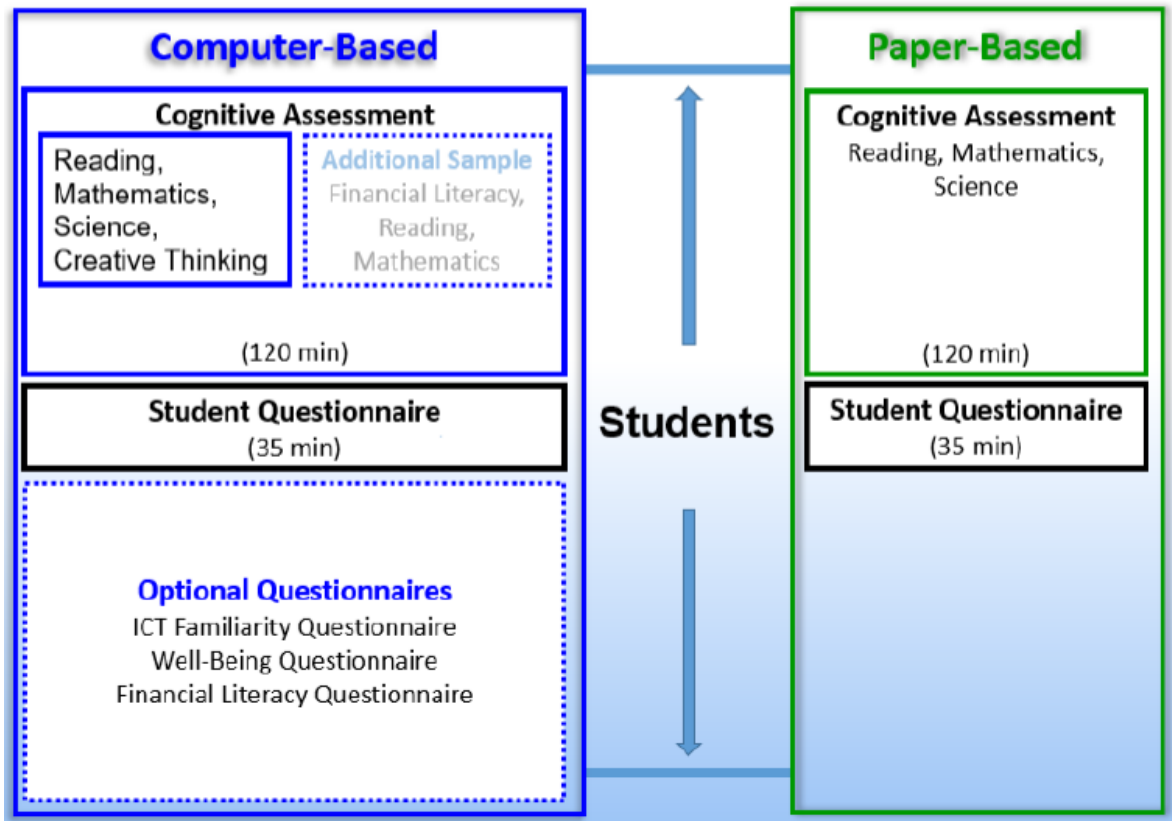 Computer-Based
Cognitive Assessment
Reading,
Mathematics,
Science,
Creative Thinking
Additional Sample
Financial Literacy,
Reading,
Mathematics
(120 min)
Student Questionnaire
(35 min)
Optional Questionnaires
ICT Familiarity Questionnaire
Well-Being Questionnaire
Financial Literacy Questionnaire
Students
Paper-Based
Cognitive Assessment
Reading, Mathematics,
Science
(120 min)
Student Questionnaire
(35 min)